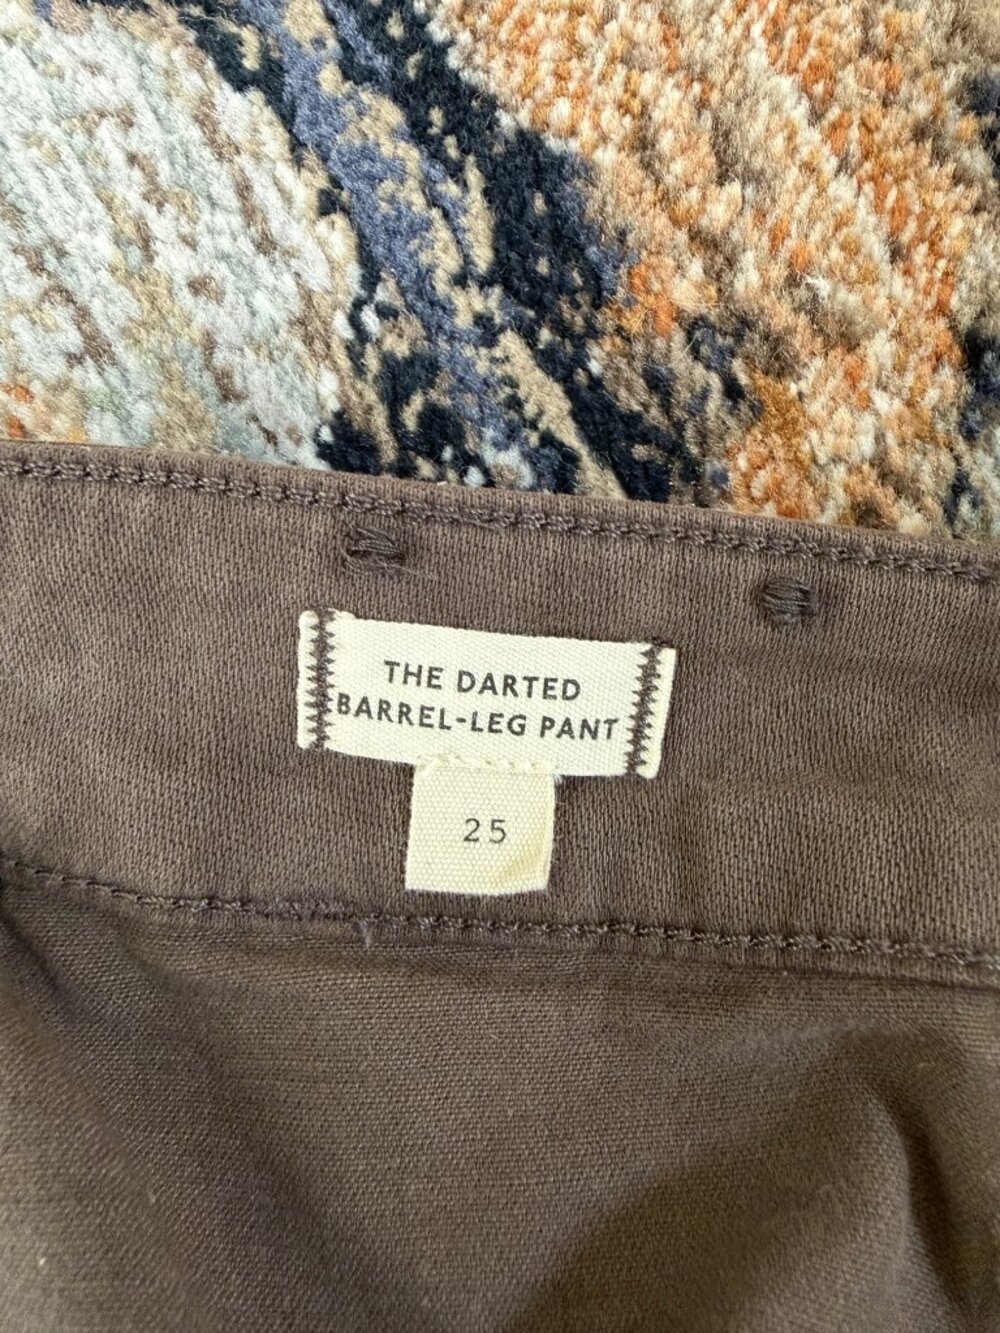 THE DARTED
BARREL-LEG PANT
25